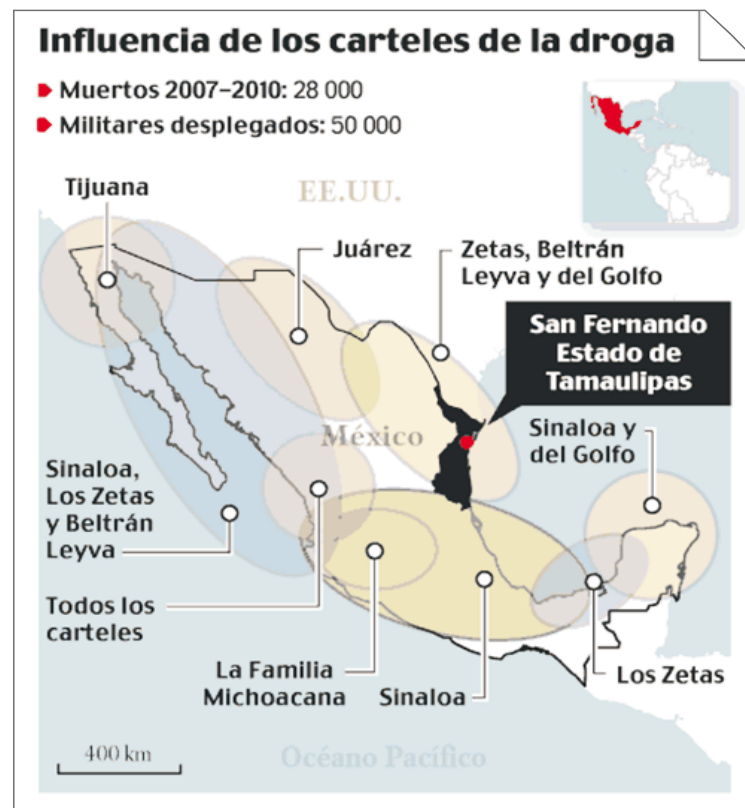 Influencia de los carteles de la droga
Muertos 2007–2010: 28 000
Militares desplegados: 50 000
Tijuana
EE.UU.
Juárez
Zetas, Beltrán
Leyva y del Golfo
San Fernando
Estado de
Tamaulipas
México
Sinaloa y
del Golfo
Sinaloa,
Los Zetas
y Beltrán
Leyva
Todos los
carteles
La Familia
Michoacana
Sinaloa
Los Zetas
400 km
Océano Pacífico